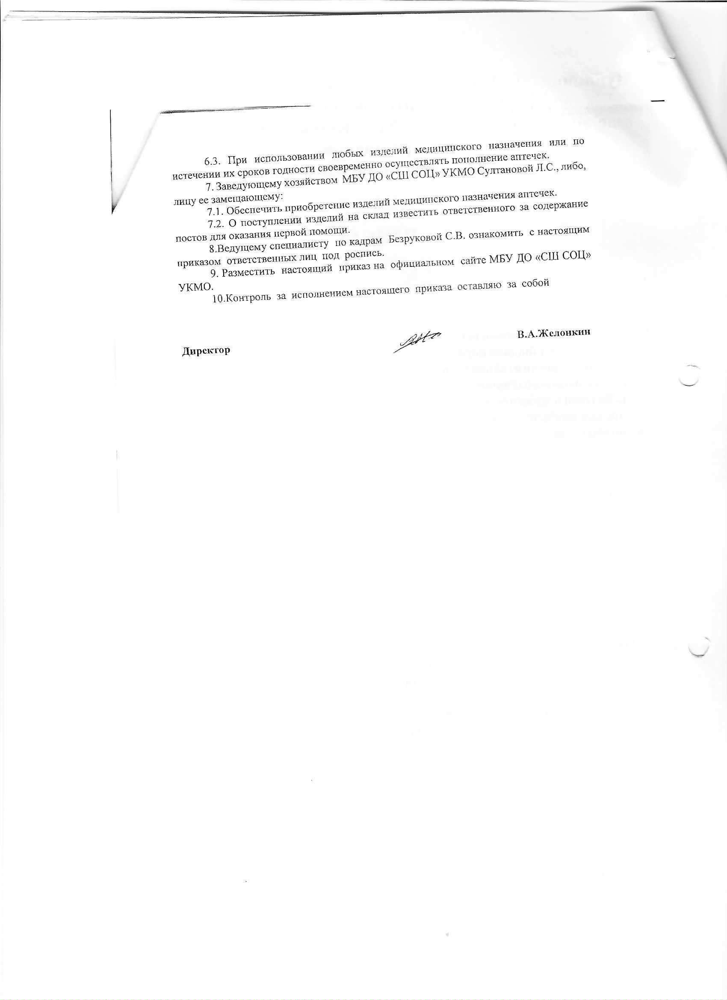 6.3. При использовании любых изделий медицинского назначения или по
истечении их сроков годности своевременно осуществлять пополнение аптечек.
7. Заведующему хозяйством МБУ ДО «СШ СОЦ» УКМО Султановой Л.С., либо,
лицу ее замещающему:
7.1. Обеспечить приобретение изделий медицинского назначения аптечек.
7.2. О поступлении изделий на склад известить ответственного за содержание
постов для оказания первой помощи.
8.Ведущему специалисту по кадрам Безруковой С.В. ознакомить с настоящим
приказом ответственных лиц под роспись.
9. Разместить настоящий приказ на официальном сайте МБУ ДО «СШ СОЦ»
УКМО.
10.Контроль за исполнением настоящего приказа оставляю за собой
Директор В.А.Желонкин